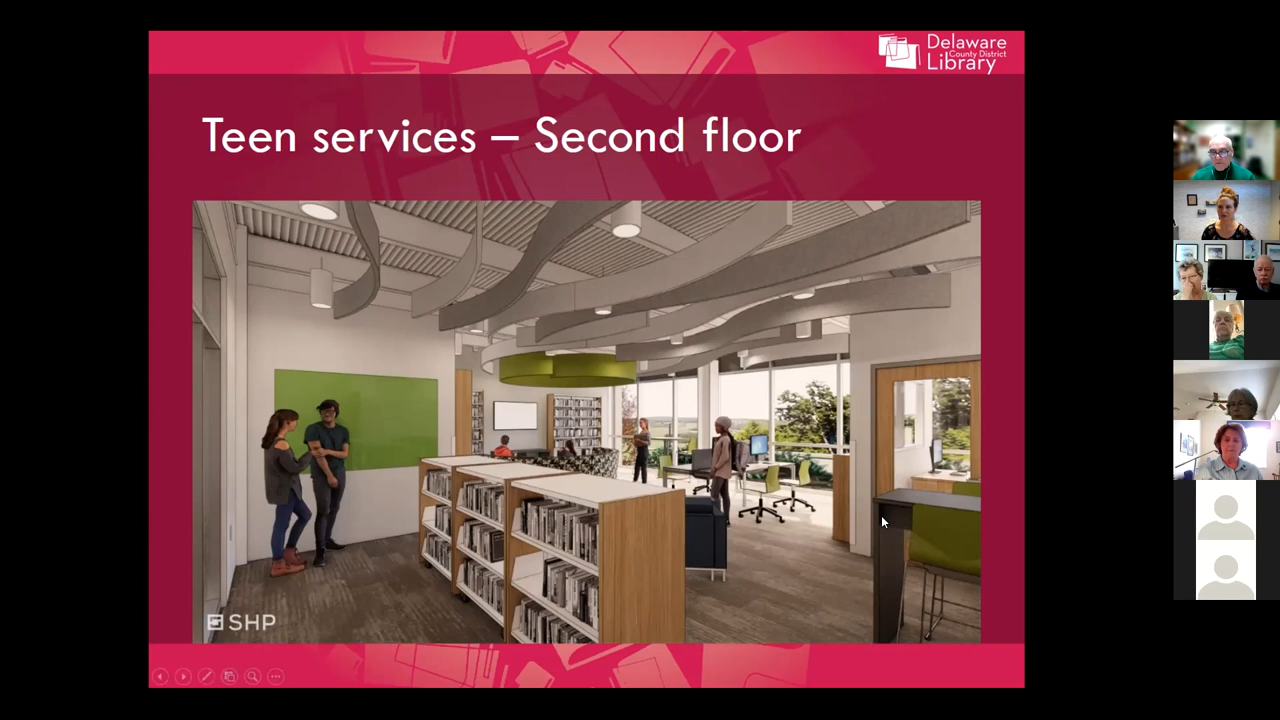 Delaware
County District
Library
Teen services – Second floor
SHP